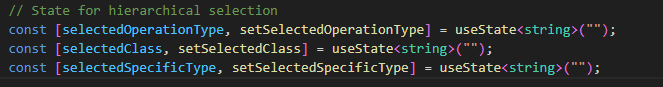 // State for hierarchical selection
const [selectedOperationType, setSelectedOperationType] = useState<string>("");
const [selectedClass, setSelectedClass] = useState<string>("");
const [selectedSpecificType, setSelectedSpecificType] = useState<string>("");